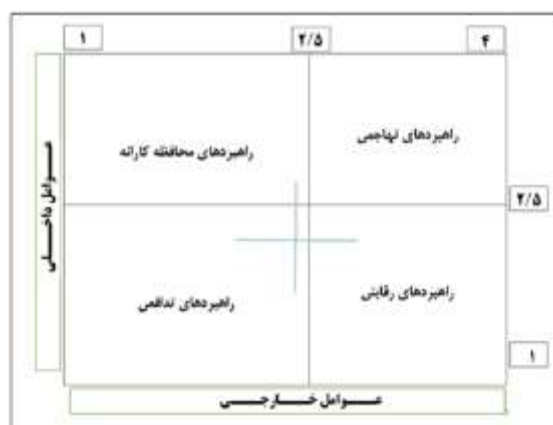 ۱
۲/۵
۴
راهبردهای تهاجمی
راهبردهای محافظه کارانه
۲/۵
عوامل داخلی
راهبردهای رقابتی
راهبردهای تدافعی
۱
عوامل خارجی